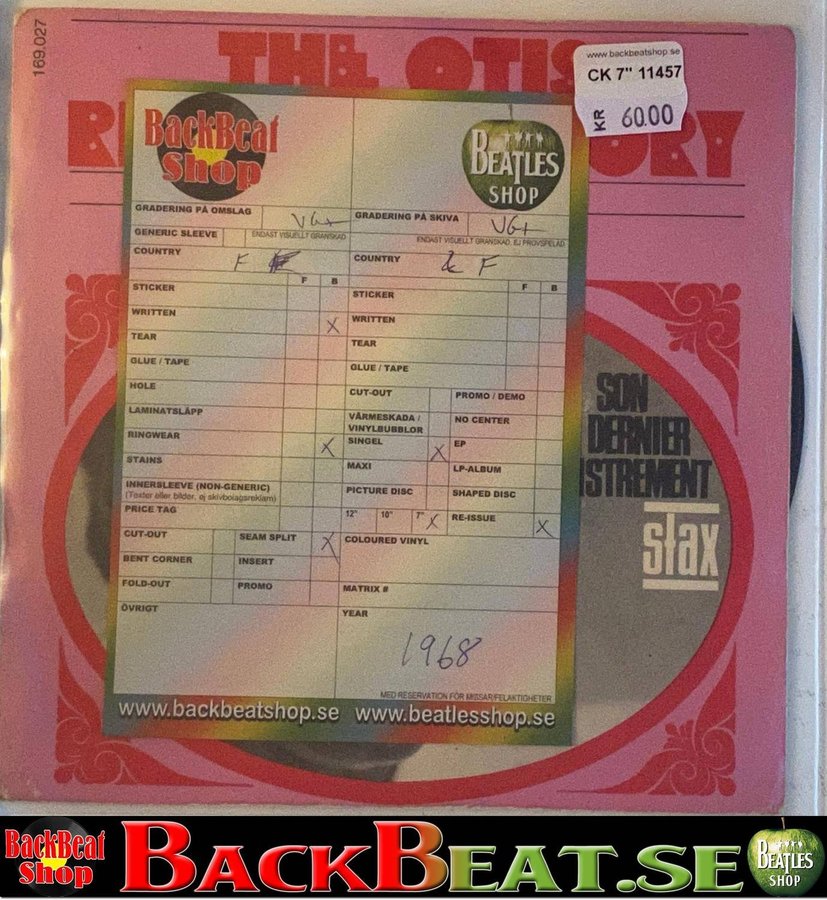 169.027
THE OTIS
ORY
www.backbeatshop.se
CK 7" 11457
KR 60.00
BackBeat
Shop
BEATLES
SHOP
GRADERING PÅ OMSLAG VG+
GRADERING PÅ SKIVA VG+
GENERIC SLEEVE
ENDAST VISUELLT GRANSKAD
ENDAST VISUELLT GRANSKAD, EJ PROVSPELAD
COUNTRY F
COUNTRY F
F B
F B
STICKER
STICKER
WRITTEN X
WRITTEN
TEAR
TEAR
GLUE / TAPE
GLUE / TAPE
HOLE
CUT-OUT
PROMO / DEMO
LAMINATSLÄPP
VÄRMESKADA /
VINYLBUBBLOR
NO CENTER
RINGWEAR X
SINGEL X
EP
STAINS
MAXI
LP-ALBUM
INNERSLEEVE (NON-GENERIC)
(Texter eller bilder, ej skivbolagsreklam)
PICTURE DISC
SHAPED DISC
PRICE TAG
12" 10" 7" X
RE-ISSUE X
CUT-OUT
SEAM SPLIT X
COLOURED VINYL
BENT CORNER
INSERT
FOLD-OUT
PROMO
MATRIX #
ÖVRIGT
YEAR
1968
MED RESERVATION FÖR MISSAR/FELAKTIGHETER
www.backbeatshop.se www.beatlesshop.se
SON
DERNIER
ISTREMENT
stax
BackBeat
Shop
BACKBEAT.SE
BEATLES
SHOP